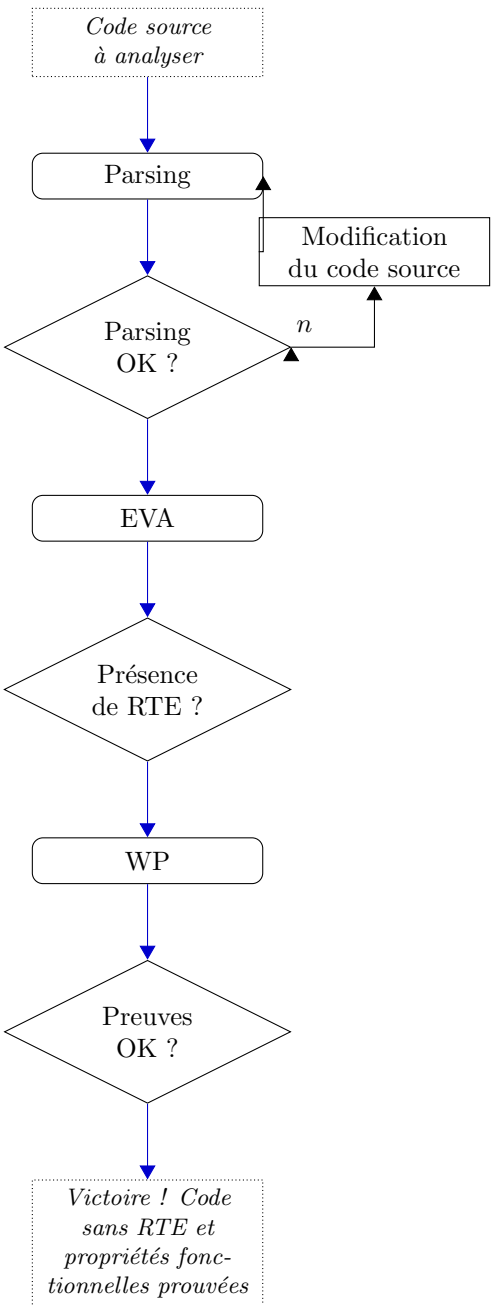 Code source
à analyser
Parsing
Modification
du code source
n
Parsing
OK ?
EVA
Présence
de RTE ?
WP
Preuves
OK ?
Victoire ! Code
sans RTE et
propriétés fonc-
tionnelles prouvées